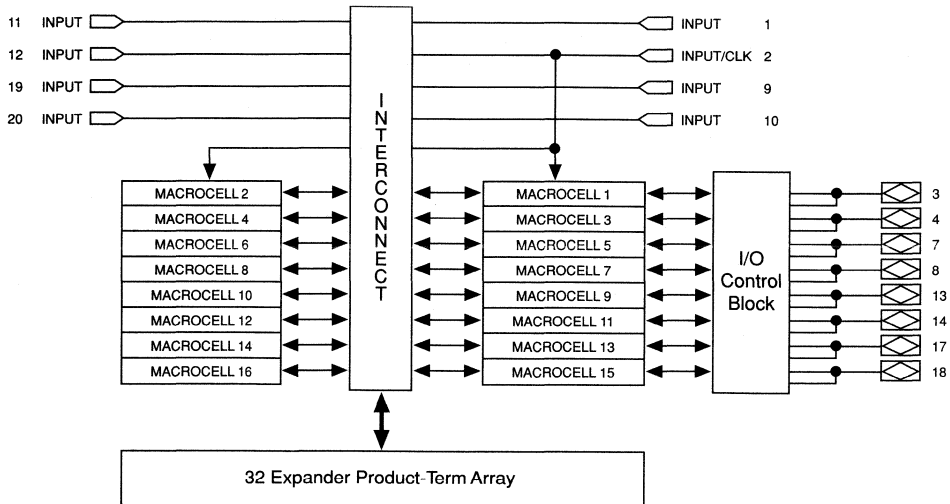 11 INPUT
INPUT 1
12 INPUT
INPUT/CLK 2
19 INPUT
INPUT 9
20 INPUT
INPUT 10
INTERCONNECT
MACROCELL 2
MACROCELL 4
MACROCELL 6
MACROCELL 8
MACROCELL 10
MACROCELL 12
MACROCELL 14
MACROCELL 16
MACROCELL 1
MACROCELL 3
MACROCELL 5
MACROCELL 7
MACROCELL 9
MACROCELL 11
MACROCELL 13
MACROCELL 15
I/O
Control
Block
3
4
7
8
13
14
17
18
32 Expander Product-Term Array